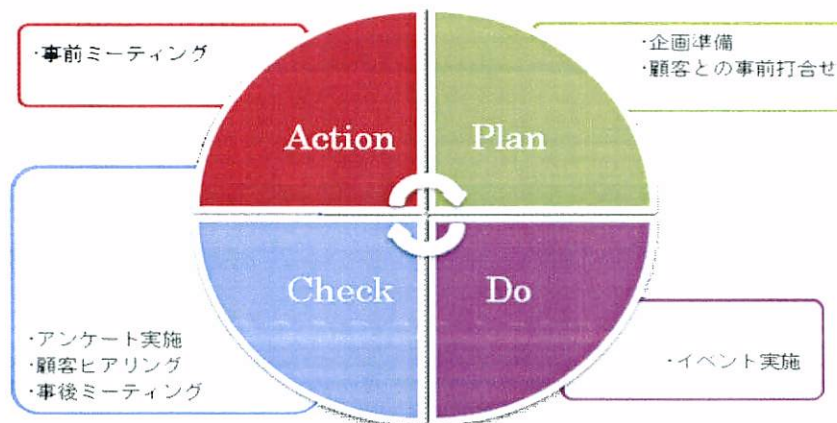 ・事前ミーティング
Action
Plan
・企画準備
・顧客との事前打合せ
Check
・アンケート実施
・顧客ヒアリング
・事後ミーティング
Do
・イベント実施